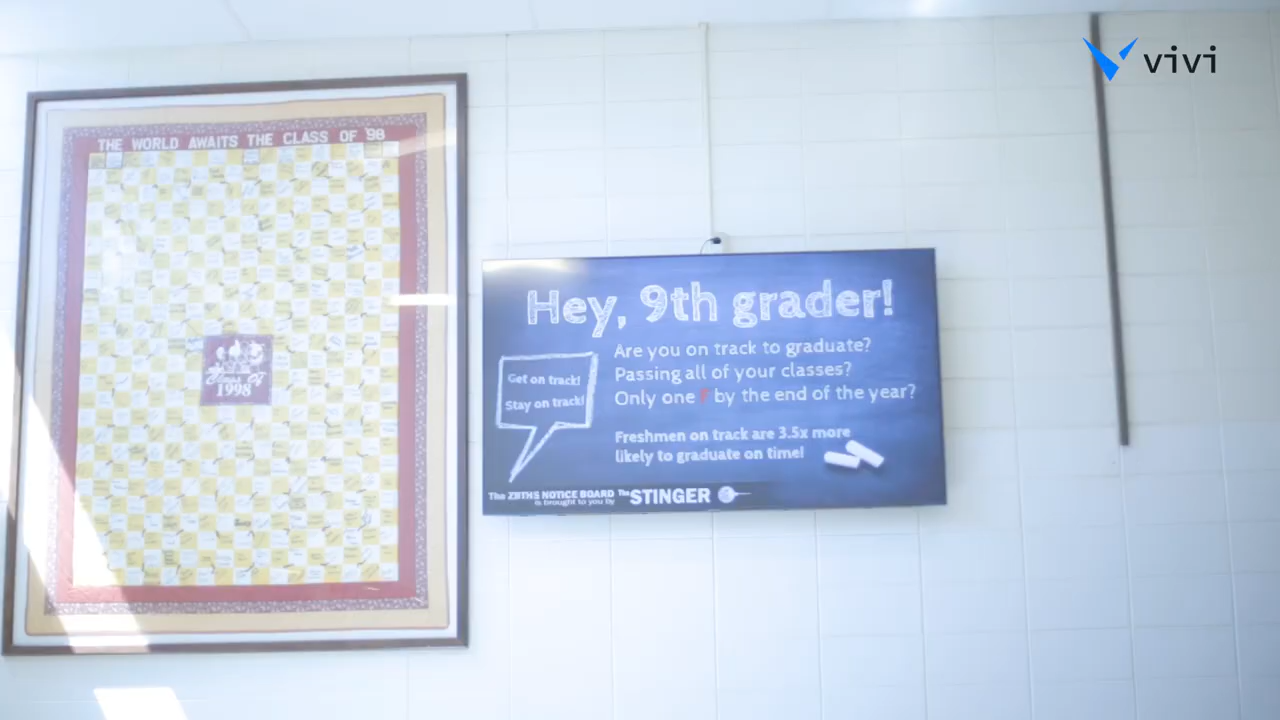 vivi
THE WORLD AWAITS THE CLASS OF '98
Class Of
1998
Hey, 9th grader!
Are you on track to graduate?
Passing all of your classes?
Only one F by the end of the year?
Get on track!
Stay on track!
Freshmen on track are 3.5x more
likely to graduate on time!
The ZBTHS NOTICE BOARD
is brought to you by
The STINGER